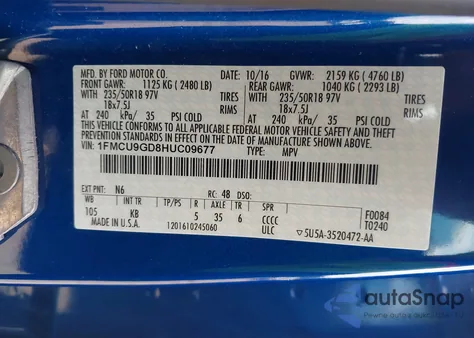 MFD. BY FORD MOTOR CO. 10/16 GVWR: 2159 KG ( 4760 LB)
FRONT GAWR: 1125 KG ( 2480 LB) REAR GAWR: 1040 KG ( 2293 LB)
WITH 235/50R18 97V WITH 235/50R18 97V
TIRES 18x7.5J RIMS TIRES 18x7.5J RIMS
AT 240 kPa/ 35 PSI COLD AT 240 kPa/ 35 PSI COLD
THIS VEHICLE CONFORMS TO ALL APPLICABLE FEDERAL MOTOR VEHICLE SAFETY, BUMPER, AND THEFT PREVENTION STANDARDS IN EFFECT ON THE DATE OF MANUFACTURE SHOWN ABOVE.
VIN: 1FMCU9GD8HUC09677
TYPE: MPV
EXT PNT: N6 RC: 48 DSO:
WB BRK INT TR TP/PS R AXLE TR SPR F0084
105 KB 5 35 6 CCCC T0240
MADE IN U.S.A. 1201610245060 ULC ▽5U5A-3520472-AA
autoSnap